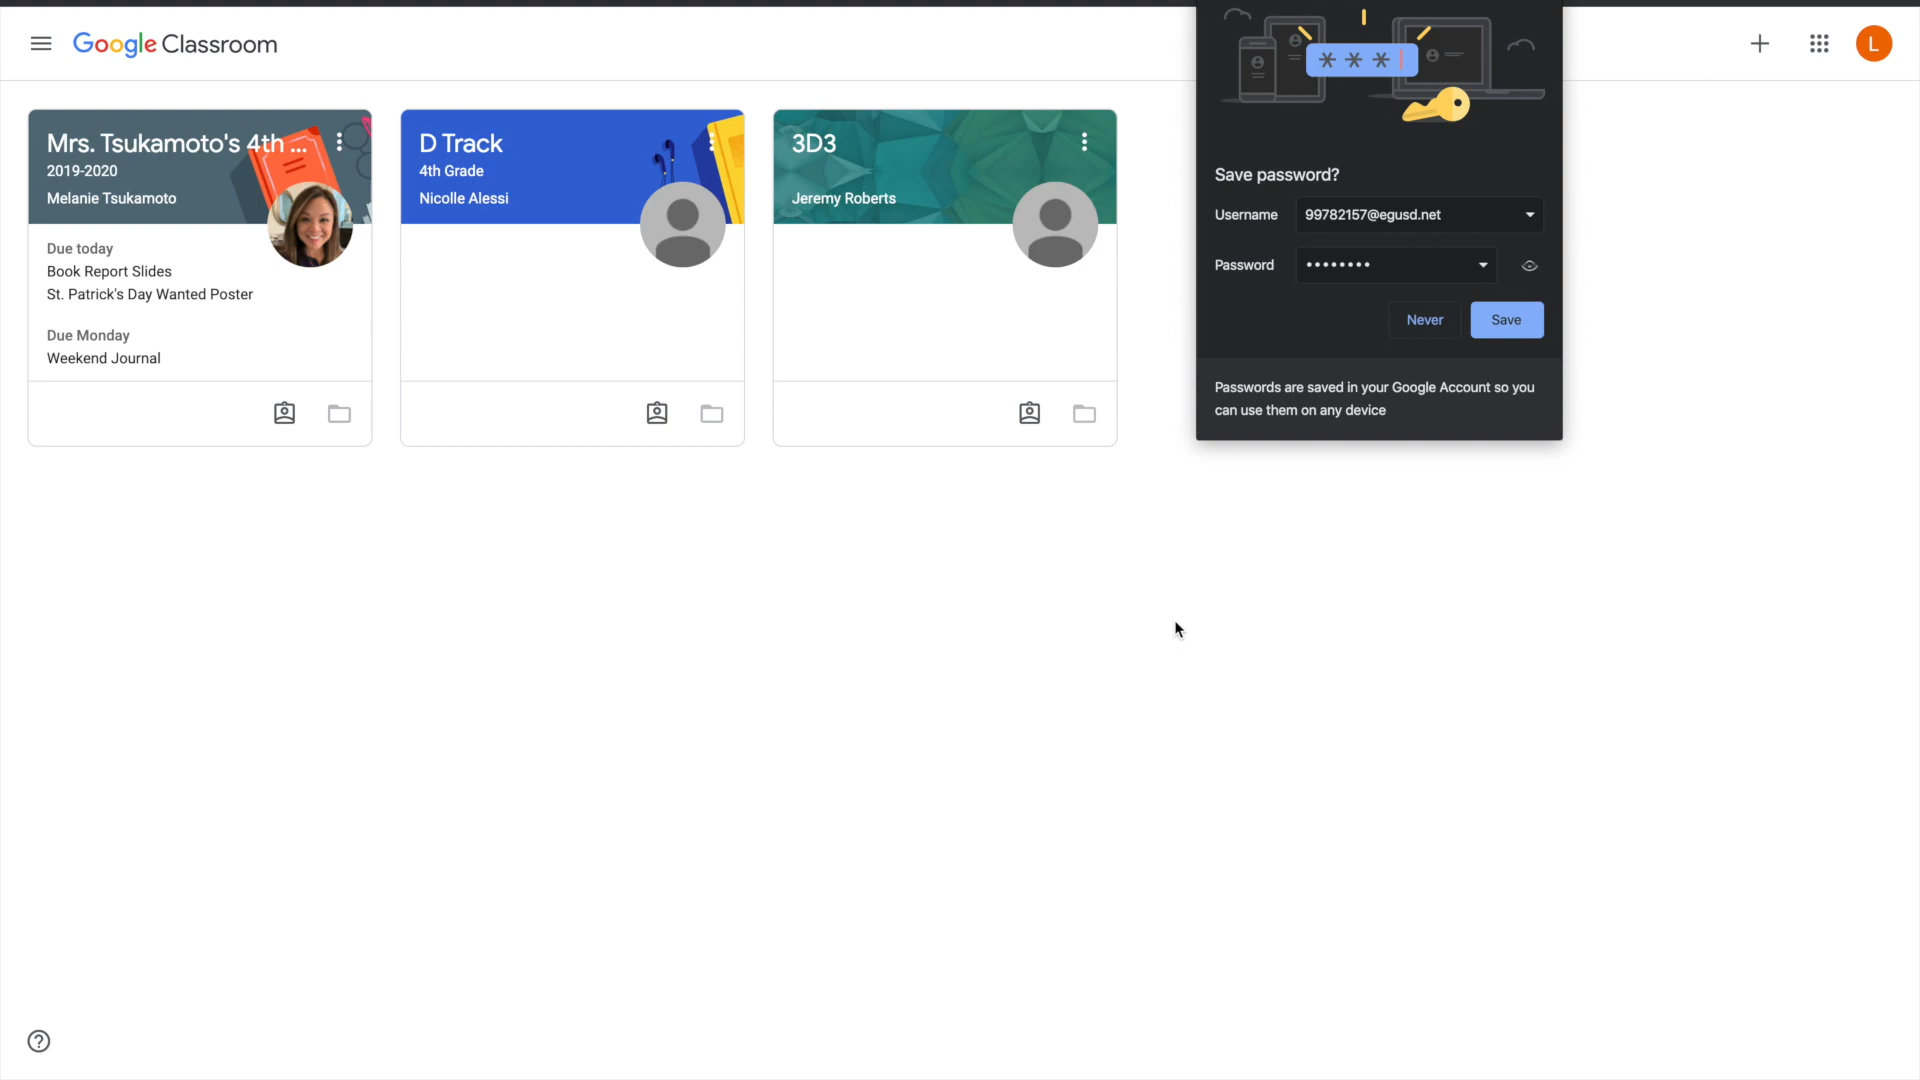 Google Classroom
L
Mrs. Tsukamoto's 4th ...
2019-2020
Melanie Tsukamoto
Due today
Book Report Slides
St. Patrick's Day Wanted Poster
Due Monday
Weekend Journal
D Track
4th Grade
Nicolle Alessi
3D3
Jeremy Roberts
***
Save password?
Username 99782157@egusd.net
Password ••••••••
Never Save
Passwords are saved in your Google Account so you
can use them on any device
?